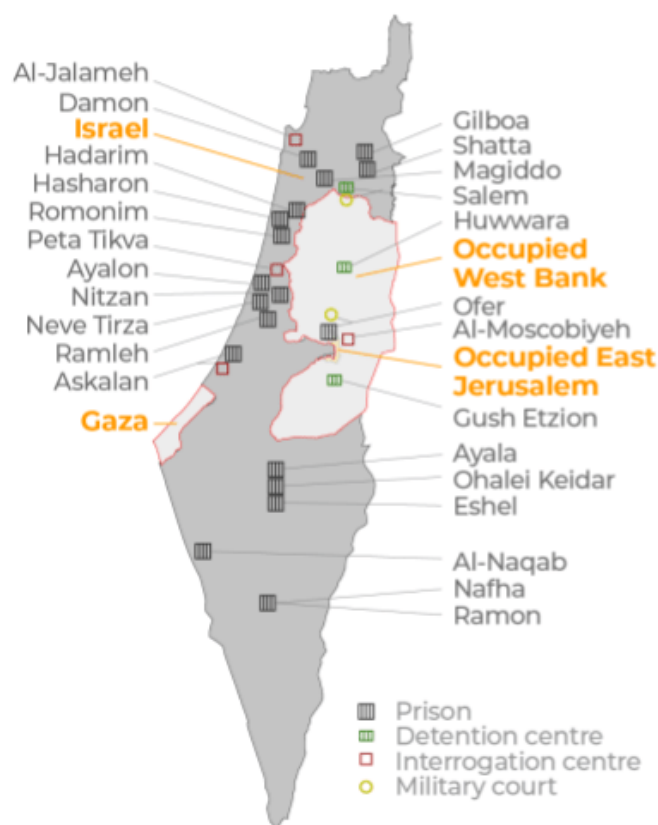 Al-Jalameh
Damon
Israel
Hadarim
Hasharon
Romonim
Peta Tikva
Ayalon
Nitzan
Neve Tirza
Ramleh
Askalan
Gaza
Gilboa
Shatta
Magiddo
Salem
Huwwara
Occupied
West Bank
Ofer
Al-Moscobiyeh
Occupied East
Jerusalem
Gush Etzion
Ayala
Ohalei Keidar
Eshel
Al-Naqab
Nafha
Ramon
Prison
Detention centre
Interrogation centre
Military court